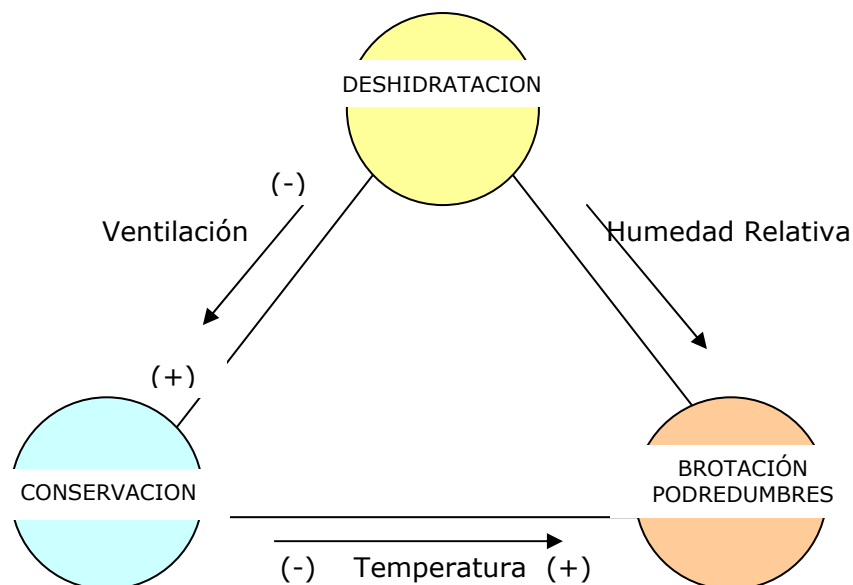 DESHIDRATACION
(-)
Ventilación
Humedad Relativa
(+)
CONSERVACION
BROTACIÓN
PODREDUMBRES
(-) Temperatura (+)